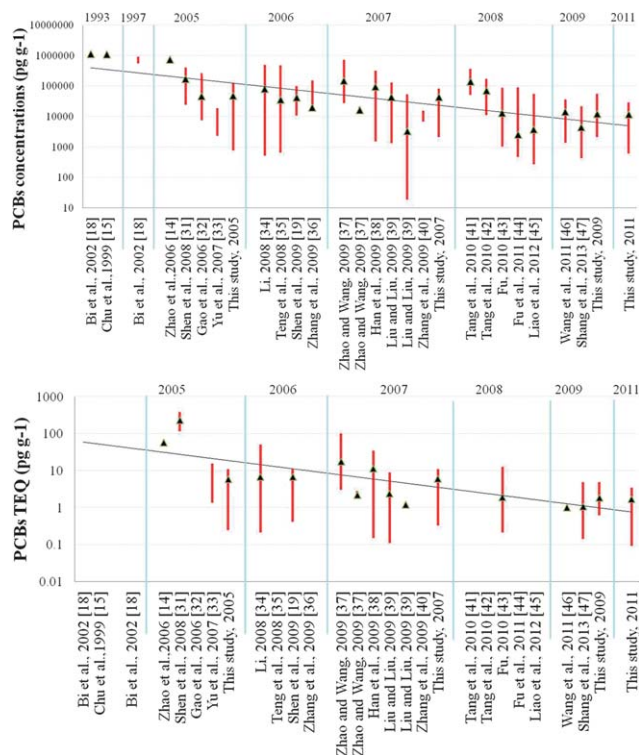 1993 1997 2005 2006 2007 2008 2009 2011
PCBs concentrations (pg g-1)
10000000
1000000
100000
10000
1000
100
10
Bi et al., 2002 [18]
Chu et al.,1999 [15]
Bi et al., 2002 [18]
Zhao et al.,2006 [14]
Shen et al., 2008 [31]
Gao et al., 2006 [32]
Yu et al., 2007 [33]
This study, 2005
Li, 2008 [34]
Teng et al., 2008 [35]
Shen et al., 2009 [19]
Zhang et al., 2009 [36]
Zhao and Wang, 2009 [37]
Zhao and Wang, 2009 [37]
Han et al., 2009 [38]
Liu and Liu, 2009 [39]
Liu and Liu, 2009 [39]
Zhang et al., 2009 [40]
This study, 2007
Tang et al., 2010 [41]
Tang et al., 2010 [42]
Fu, 2010 [43]
Fu et al., 2011 [44]
Liao et al., 2012 [45]
Wang et al., 2011 [46]
Shang et al., 2013 [47]
This study, 2009
This study, 2011
2005 2006 2007 2008 2009 2011
PCBs TEQ (pg g-1)
1000
100
10
1
0.1
0.01
Bi et al., 2002 [18]
Chu et al.,1999 [15]
Bi et al., 2002 [18]
Zhao et al.,2006 [14]
Shen et al., 2008 [31]
Gao et al., 2006 [32]
Yu et al., 2007 [33]
This study, 2005
Li, 2008 [34]
Teng et al., 2008 [35]
Shen et al., 2009 [19]
Zhang et al., 2009 [36]
Zhao and Wang, 2009 [37]
Zhao and Wang, 2009 [37]
Han et al., 2009 [38]
Liu and Liu, 2009 [39]
Liu and Liu, 2009 [39]
Zhang et al., 2009 [40]
This study, 2007
Tang et al., 2010 [41]
Tang et al., 2010 [42]
Fu, 2010 [43]
Fu et al., 2011 [44]
Liao et al., 2012 [45]
Wang et al., 2011 [46]
Shang et al., 2013 [47]
This study, 2009
This study, 2011